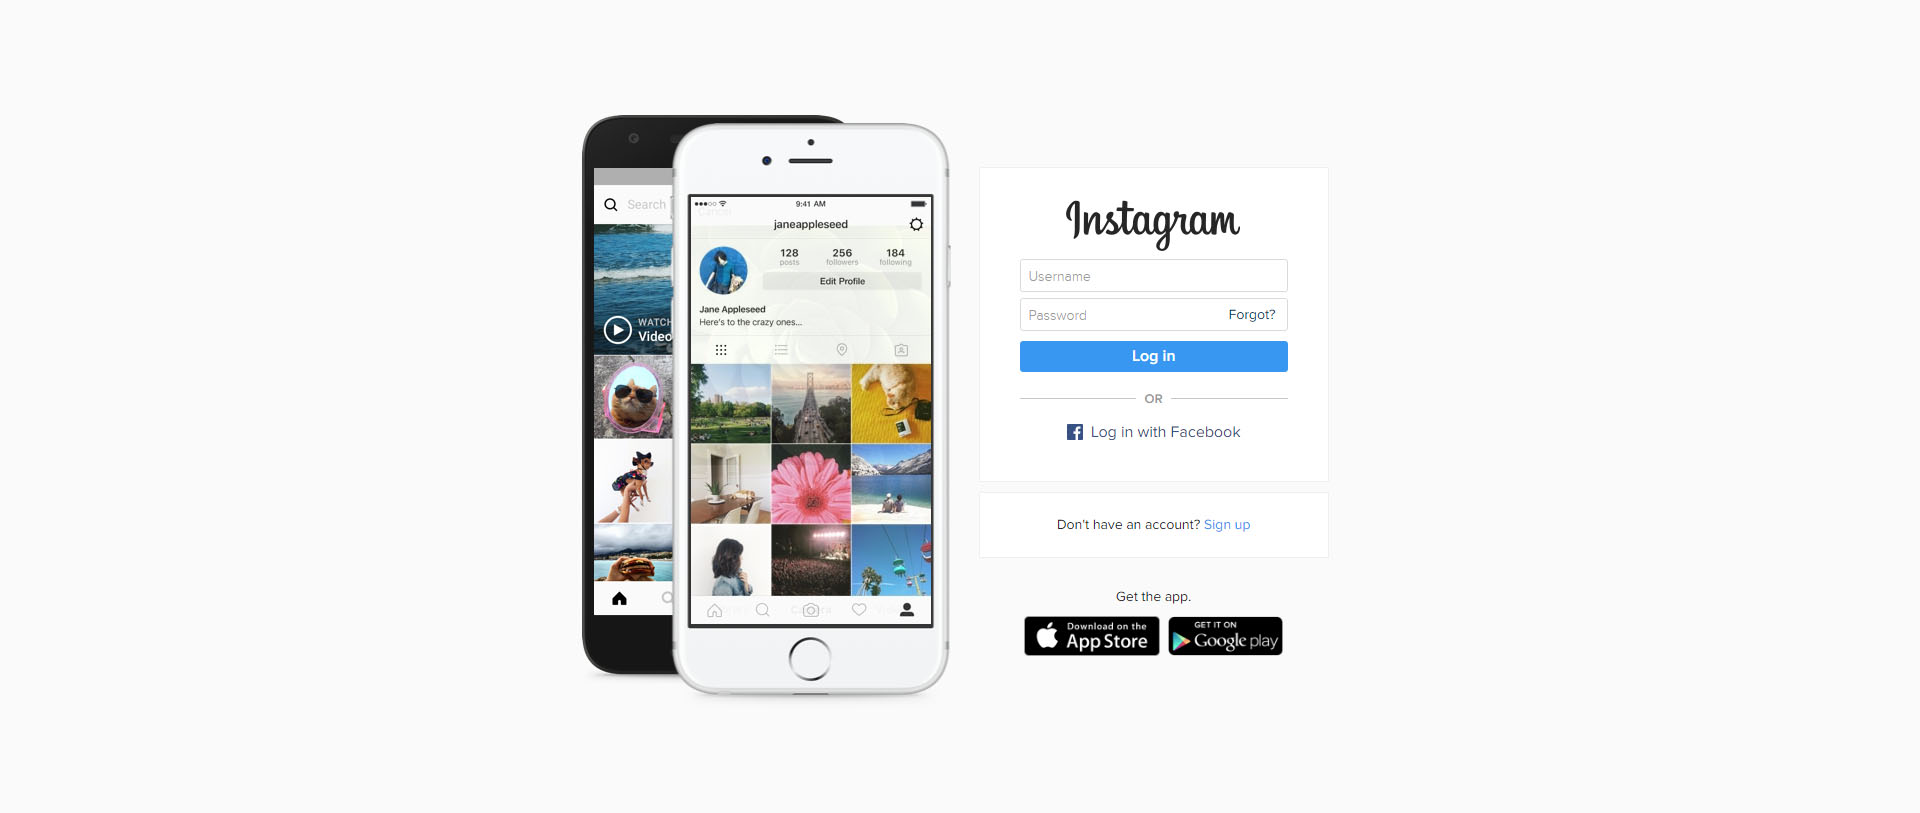 Search
WATCH
Video
9:41 AM
janeappleseed
128
256
184
posts
followers
following
Edit Profile
Jane Appleseed
Here's to the crazy ones...
Instagram
Username
Password
Forgot?
Log in
OR
Log in with Facebook
Don't have an account? Sign up
Get the app.
Download on the
App Store
GET IT ON
Google play